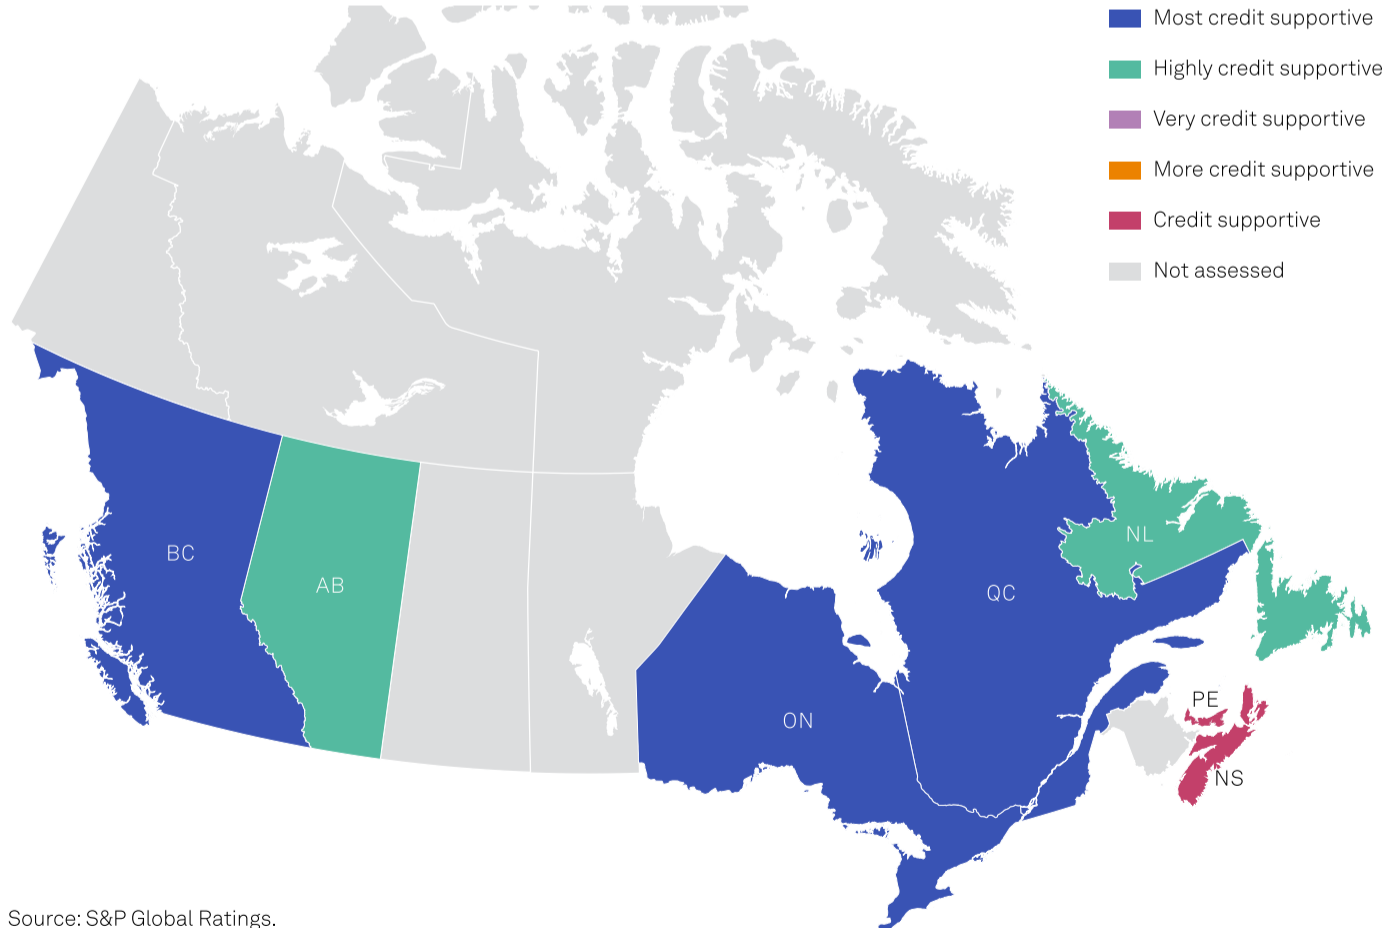 Most credit supportive
Highly credit supportive
Very credit supportive
More credit supportive
Credit supportive
Not assessed
BC
AB
NL
QC
ON
PE
NS
Source: S&P Global Ratings.